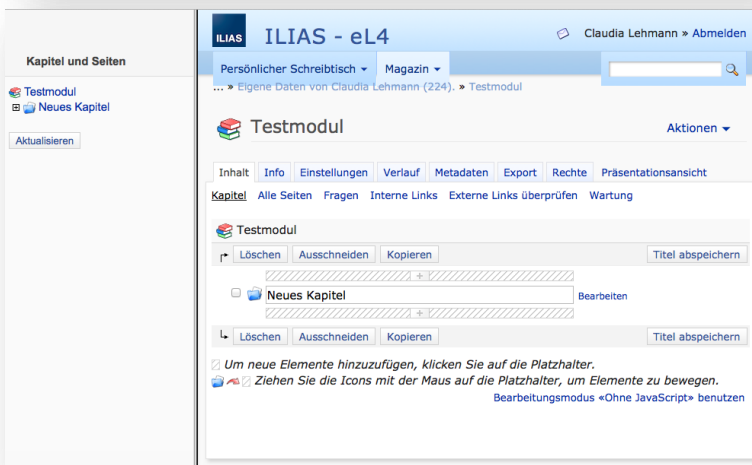 Kapitel und Seiten
Testmodul
Neues Kapitel
Aktualisieren
ILIAS
ILIAS - eL4
Claudia Lehmann » Abmelden
Persönlicher Schreibtisch
Magazin
... » Eigene Daten von Claudia Lehmann (224). » Testmodul
Testmodul
Aktionen
Inhalt Info Einstellungen Verlauf Metadaten Export Rechte Präsentationsansicht
Kapitel Alle Seiten Fragen Interne Links Externe Links überprüfen Wartung
Testmodul
Löschen Ausschneiden Kopieren Titel abspeichern
+
Neues Kapitel Bearbeiten
+
Löschen Ausschneiden Kopieren Titel abspeichern
Um neue Elemente hinzuzufügen, klicken Sie auf die Platzhalter.
Ziehen Sie die Icons mit der Maus auf die Platzhalter, um Elemente zu bewegen.
Bearbeitungsmodus «Ohne JavaScript» benutzen